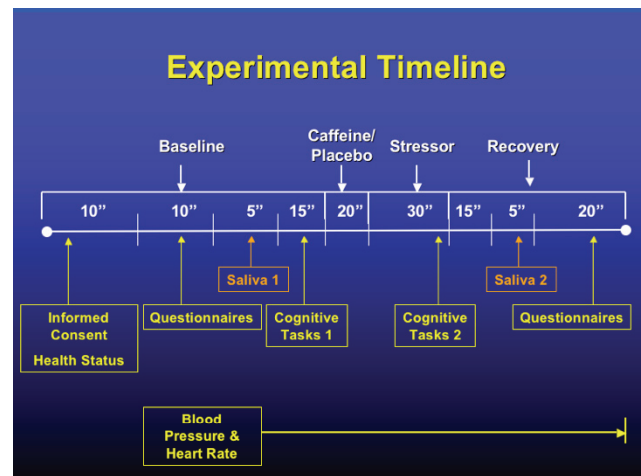 Experimental Timeline
Baseline
Caffeine/
Placebo
Stressor
Recovery
10” 10” 5” 15” 20” 30” 15” 5” 20”
Saliva 1
Saliva 2
Informed
Consent
Health Status
Questionnaires
Cognitive
Tasks 1
Cognitive
Tasks 2
Questionnaires
Blood
Pressure &
Heart Rate